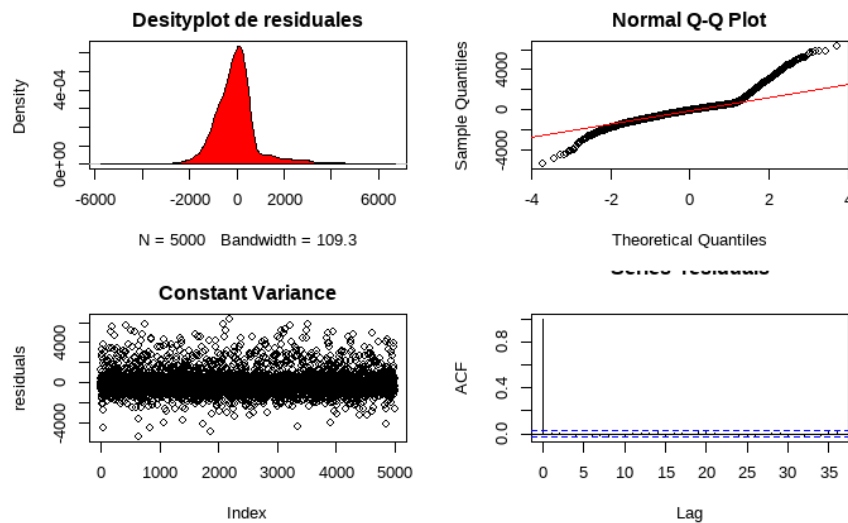 Desityplot de residuales
Density
0e+00
4e-04
-6000
-2000
0
2000
6000
N = 5000 Bandwidth = 109.3
Normal Q-Q Plot
Sample Quantiles
-4000
0
4000
-4
-2
0
2
4
Theoretical Quantiles
Constant Variance
residuals
-4000
0
4000
0
1000
2000
3000
4000
5000
Index
Series residuals
ACF
0.0
0.4
0.8
0
5
10
15
20
25
30
35
Lag